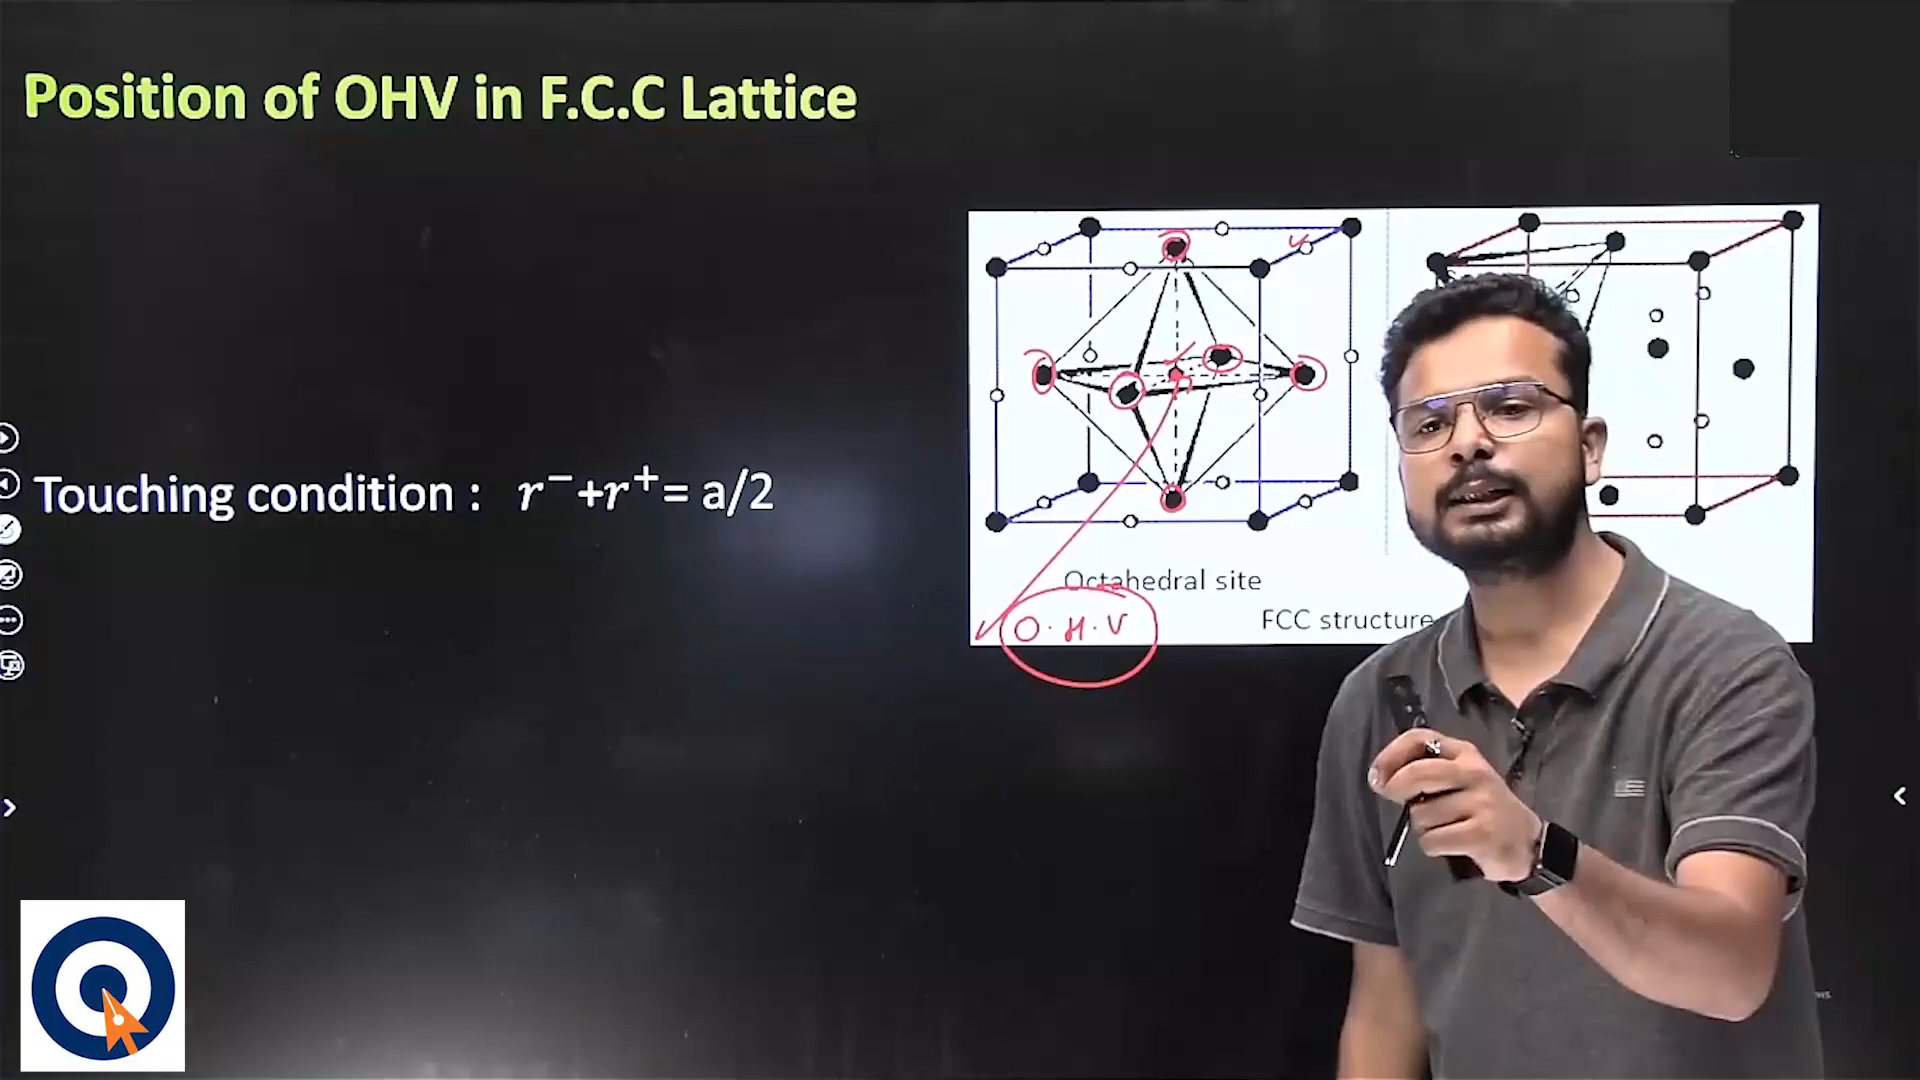 Position of OHV in F.C.C Lattice
Touching condition : r⁻+r⁺= a/2
Octahedral site
O.H.V
FCC structure